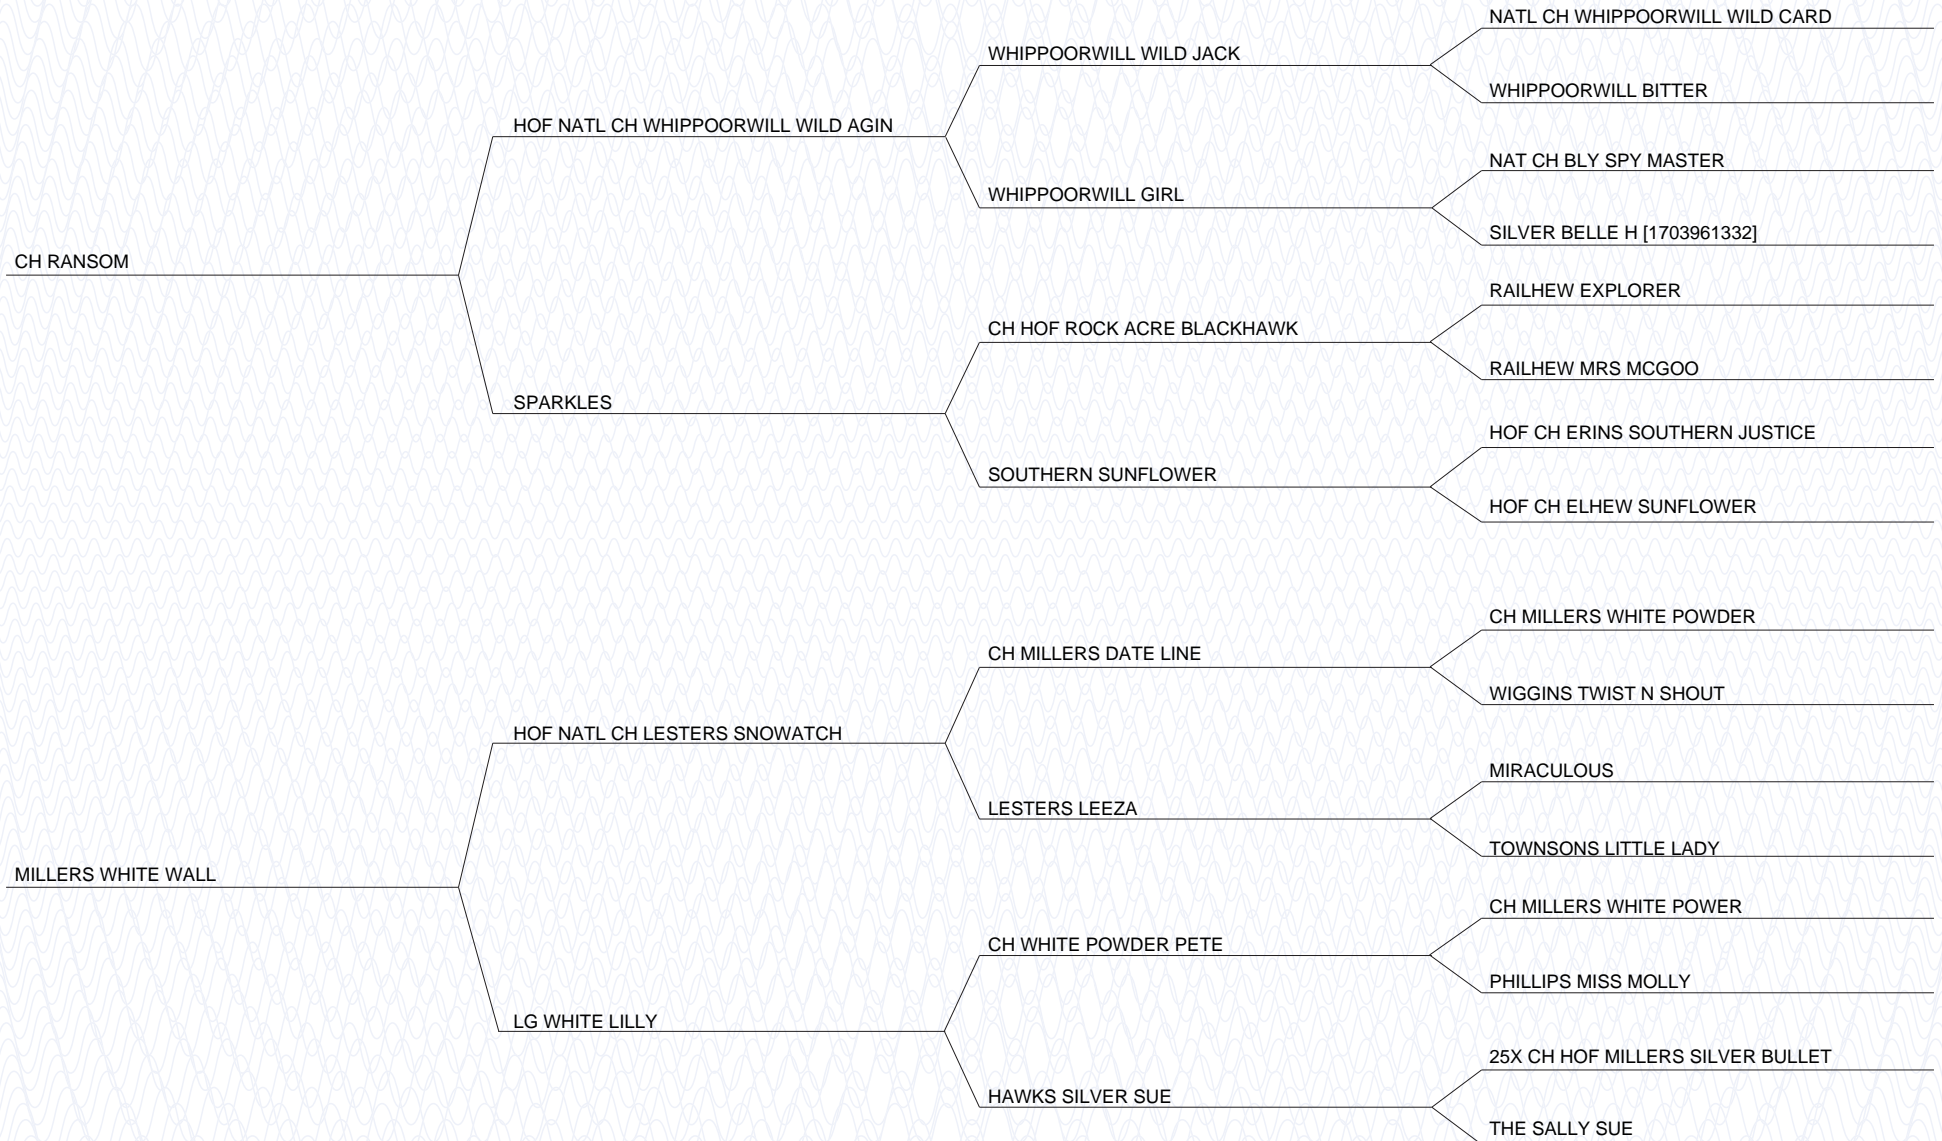 NATL CH WHIPPOORWILL WILD CARD
WHIPPOORWILL WILD JACK
WHIPPOORWILL BITTER
HOF NATL CH WHIPPOORWILL WILD AGIN
NAT CH BLY SPY MASTER
WHIPPOORWILL GIRL
SILVER BELLE H [1703961332]
CH RANSOM
RAILHEW EXPLORER
CH HOF ROCK ACRE BLACKHAWK
RAILHEW MRS MCGOO
SPARKLES
HOF CH ERINS SOUTHERN JUSTICE
SOUTHERN SUNFLOWER
HOF CH ELHEW SUNFLOWER
CH MILLERS WHITE POWDER
CH MILLERS DATE LINE
WIGGINS TWIST N SHOUT
HOF NATL CH LESTERS SNOWATCH
MIRACULOUS
LESTERS LEEZA
TOWNSONS LITTLE LADY
MILLERS WHITE WALL
CH MILLERS WHITE POWER
CH WHITE POWDER PETE
PHILLIPS MISS MOLLY
LG WHITE LILLY
25X CH HOF MILLERS SILVER BULLET
HAWKS SILVER SUE
THE SALLY SUE